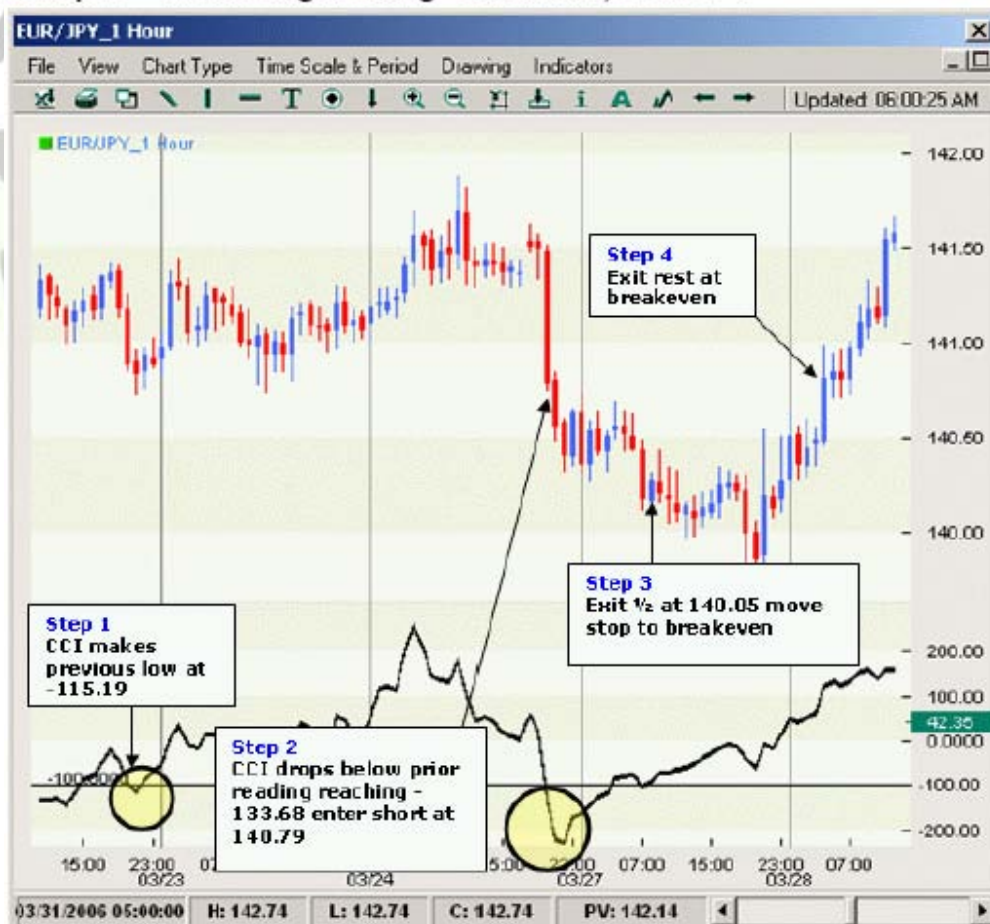 EUR/JPY_1 Hour
File View Chart Type Time Scale & Period Drawing Indicators
T i A Updated 06:00:25 AM
EUR/JPY_1 Hour
142.00
141.50
141.00
140.50
140.00
Step 4
Exit rest at
breakeven
Step 3
Exit ½ at 140.05 move
stop to breakeven
Step 1
CCI makes
previous low at
-115.19
Step 2
CCI drops below prior
reading reaching -
133.68 enter short at
140.79
200.00
100.00
42.35
0.0000
-100.00
-200.00
15:00 23:00 07:00 15:00 23:00 07:00
03/23 03/24 03/27 03/28
03/31/2006 05:00:00 H: 142.74 L: 142.74 C: 142.74 PV: 142.14